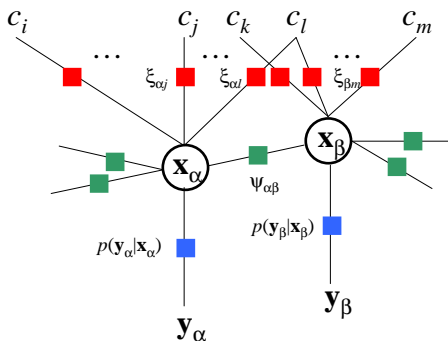 c_i c_j c_k c_l c_m
... ... ...
ξ_αj ξ_αl ξ_βm
x_α x_β
ψ_αβ
p(y_α|x_α) p(y_β|x_β)
y_α y_β